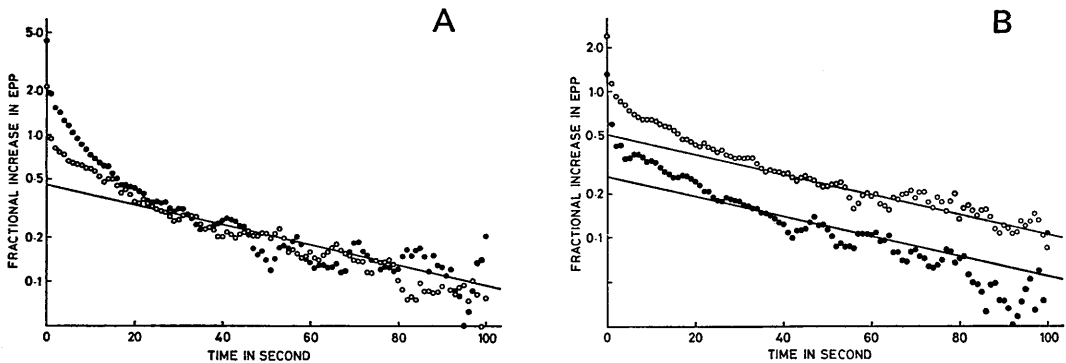 A
FRACTIONAL INCREASE IN EPP
5·0
2·0
1·0
0·5
0·2
0·1
0 20 40 60 80 100
TIME IN SECOND
B
FRACTIONAL INCREASE IN EPP
2·0
1·0
0·5
0·2
0·1
0 20 40 60 80 100
TIME IN SECOND